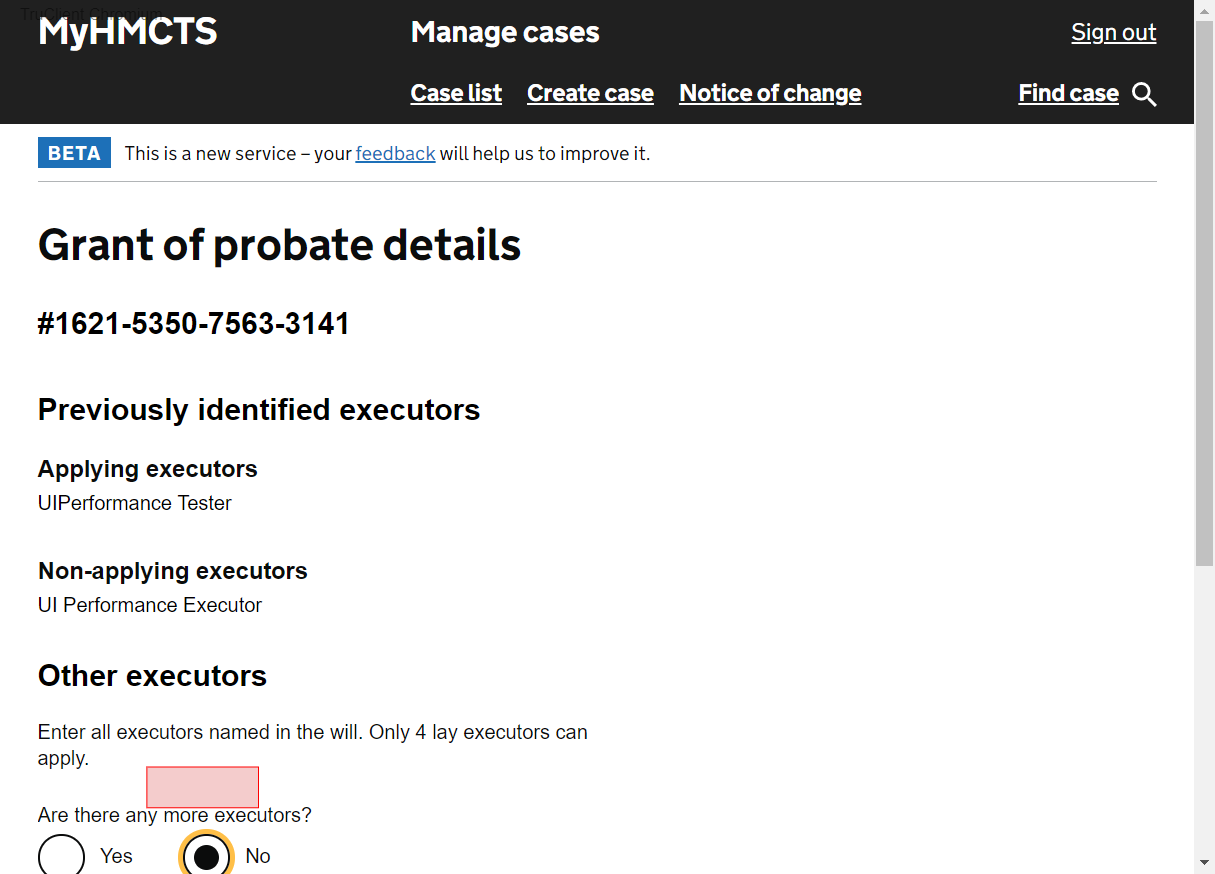 TruClient Chromium
MyHMCTS
Manage cases
Sign out
Case list
Create case
Notice of change
Find case
BETA
This is a new service – your feedback will help us to improve it.
Grant of probate details
#1621-5350-7563-3141
Previously identified executors
Applying executors
UIPerformance Tester
Non-applying executors
UI Performance Executor
Other executors
Enter all executors named in the will. Only 4 lay executors can
apply.
Are there any more executors?
Yes
No